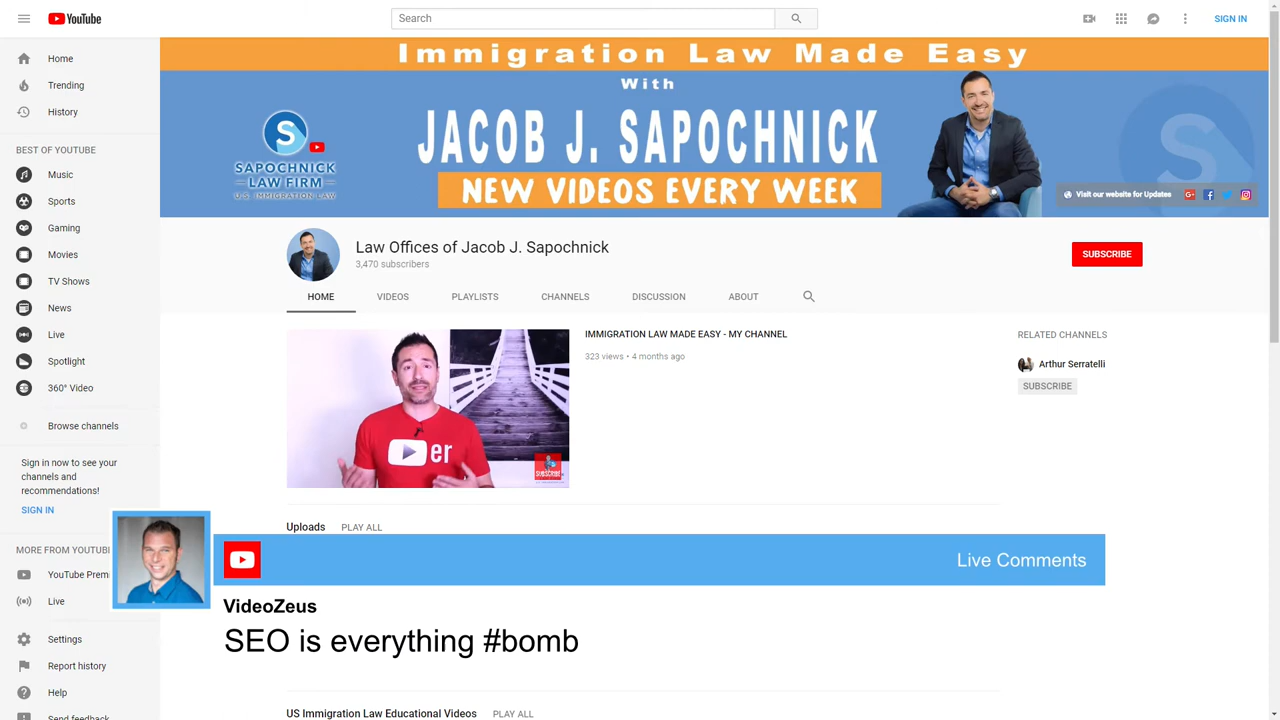 YouTube
Search
SIGN IN
Home
Trending
History
BEST OF YOUTUBE
Music
Sports
Gaming
Movies
TV Shows
News
Live
Spotlight
360° Video
Browse channels
Sign in now to see your
channels and
recommendations!
SIGN IN
MORE FROM YOUTUBE
YouTube Premi
Live
Settings
Report history
Help
Send feedback
Immigration Law Made Easy
With
JACOB J. SAPOCHNICK
NEW VIDEOS EVERY WEEK
S
SAPOCHNICK
LAW FIRM
U.S. IMMIGRATION LAW
S
Visit our website for Updates
Law Offices of Jacob J. Sapochnick
3,470 subscribers
SUBSCRIBE
HOME
VIDEOS
PLAYLISTS
CHANNELS
DISCUSSION
ABOUT
er
SUBSCRIBE
IMMIGRATION LAW MADE EASY - MY CHANNEL
323 views • 4 months ago
RELATED CHANNELS
Arthur Serratelli
SUBSCRIBE
Uploads PLAY ALL
Live Comments
VideoZeus
SEO is everything #bomb
US Immigration Law Educational Videos PLAY ALL